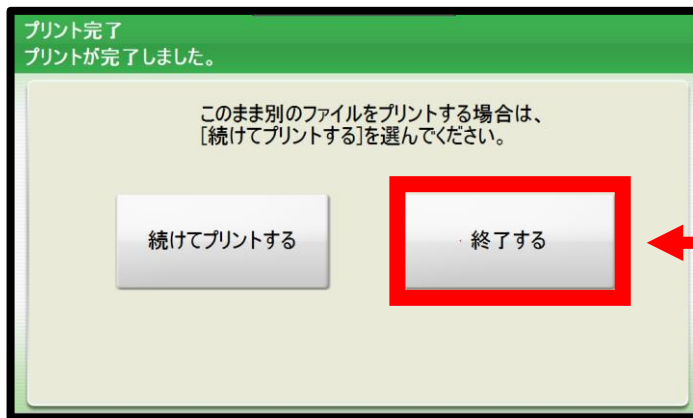 プリント完了
プリントが完了しました。
このまま別のファイルをプリントする場合は、
[続けてプリントする]を選んでください。
続けてプリントする
終了する